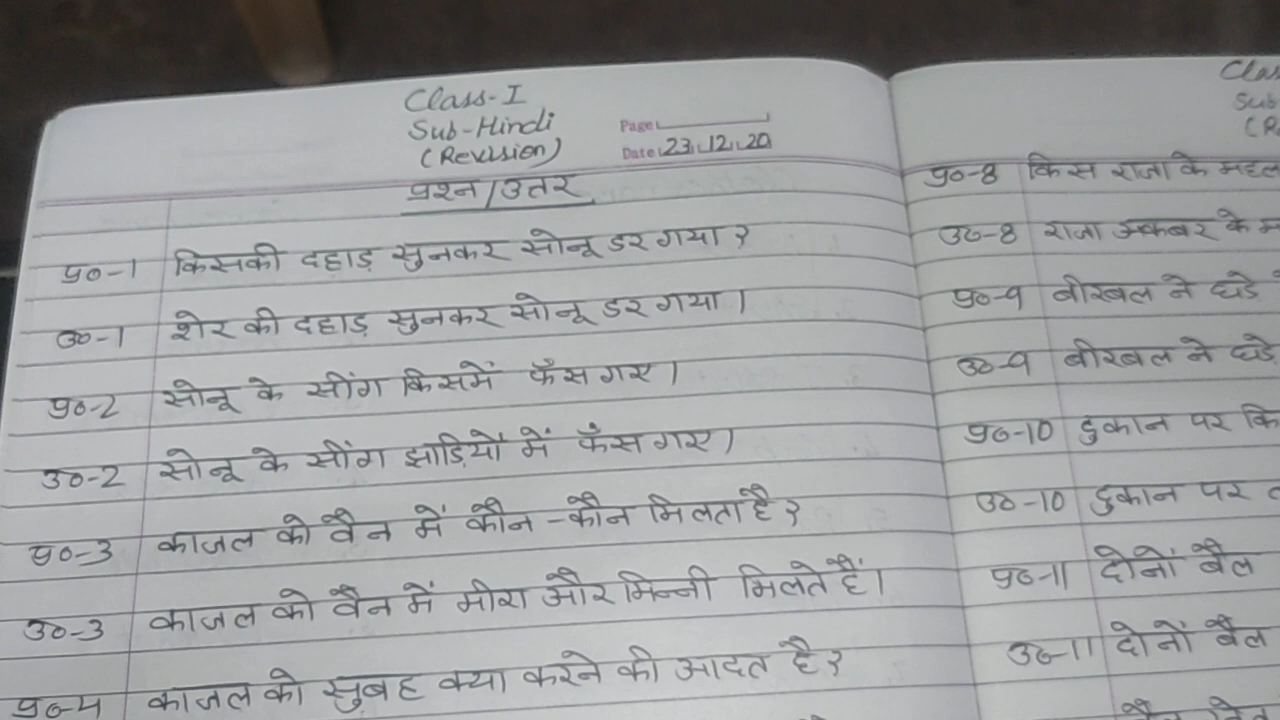 Class-I
Sub-Hindi
(Revision)
Page
Date 23.12.20
प्रश्न/उत्तर
प्र०-1 किसकी दहाड़ सुनकर सोनू डर गया?
उ०-1 शेर की दहाड़ सुनकर सोनू डर गया।
प्र०-2 सोनू के सींग किसमें फँस गए।
उ०-2 सोनू के सींग झाड़ियों में फँस गए।
प्र०-3 काजल को वैन में कौन-कौन मिलता है?
उ०-3 काजल को वैन में मीरा और मिन्नी मिलते हैं।
प्र०-4 काजल को सुबह क्या करने की आदत है?
प्र०-8 किस राजा के महल
उ०-8 राजा अकबर के
प्र०-9 बीरबल ने घड़े
उ०-9 बीरबल ने घड़े
प्र०-10 दुकान पर
उ०-10 दुकान पर
प्र०-11 दोनों बैल
उ०-11 दोनों बैल